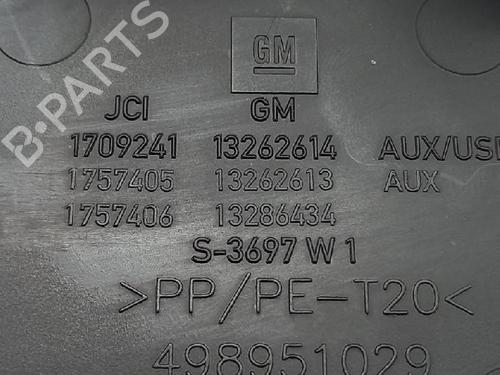 B-PARTS
GM
JCI GM
1709241 13262614 AUX/USB
1757405 13262613 AUX
1757406 13286434
S-3697 W 1
>PP/PE-T20<
498951029